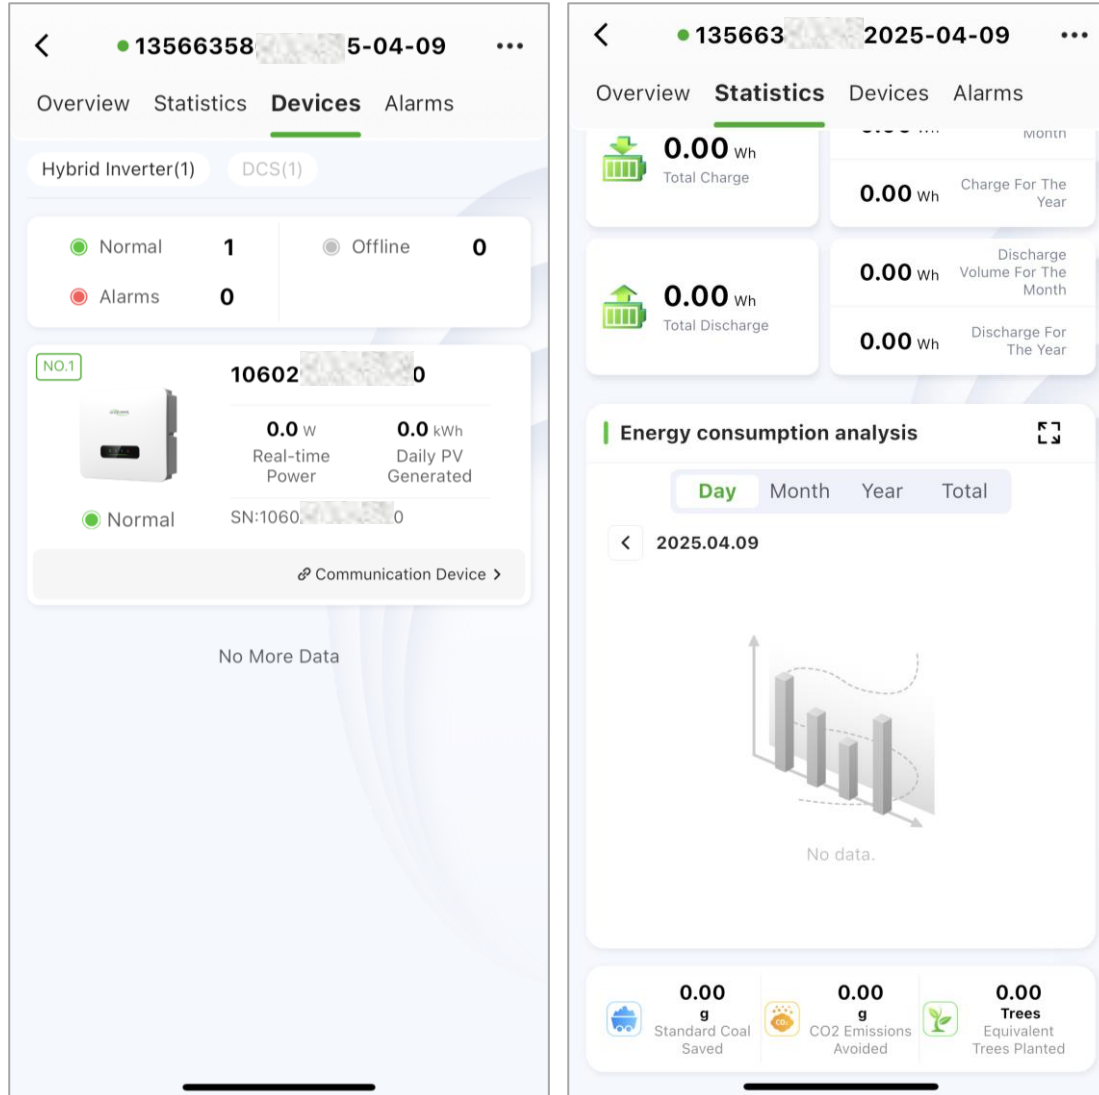 13566358 5-04-09
Overview Statistics Devices Alarms
Hybrid Inverter(1) DCS(1)
Normal 1 Offline 0
Alarms 0
NO.1
10602 0
0.0 W 0.0 kWh
Real-time Daily PV
Power Generated
Normal SN:1060 0
Communication Device
No More Data
135663 2025-04-09
Overview Statistics Devices Alarms
Month
0.00 Wh
Total Charge
0.00 Wh Charge For The
Year
Discharge
0.00 Wh Volume For The
Month
0.00 Wh
Total Discharge
0.00 Wh Discharge For
The Year
Energy consumption analysis
Day Month Year Total
2025.04.09
No data.
0.00 0.00 0.00
g g Trees
Standard Coal CO2 Emissions Equivalent
Saved Avoided Trees Planted